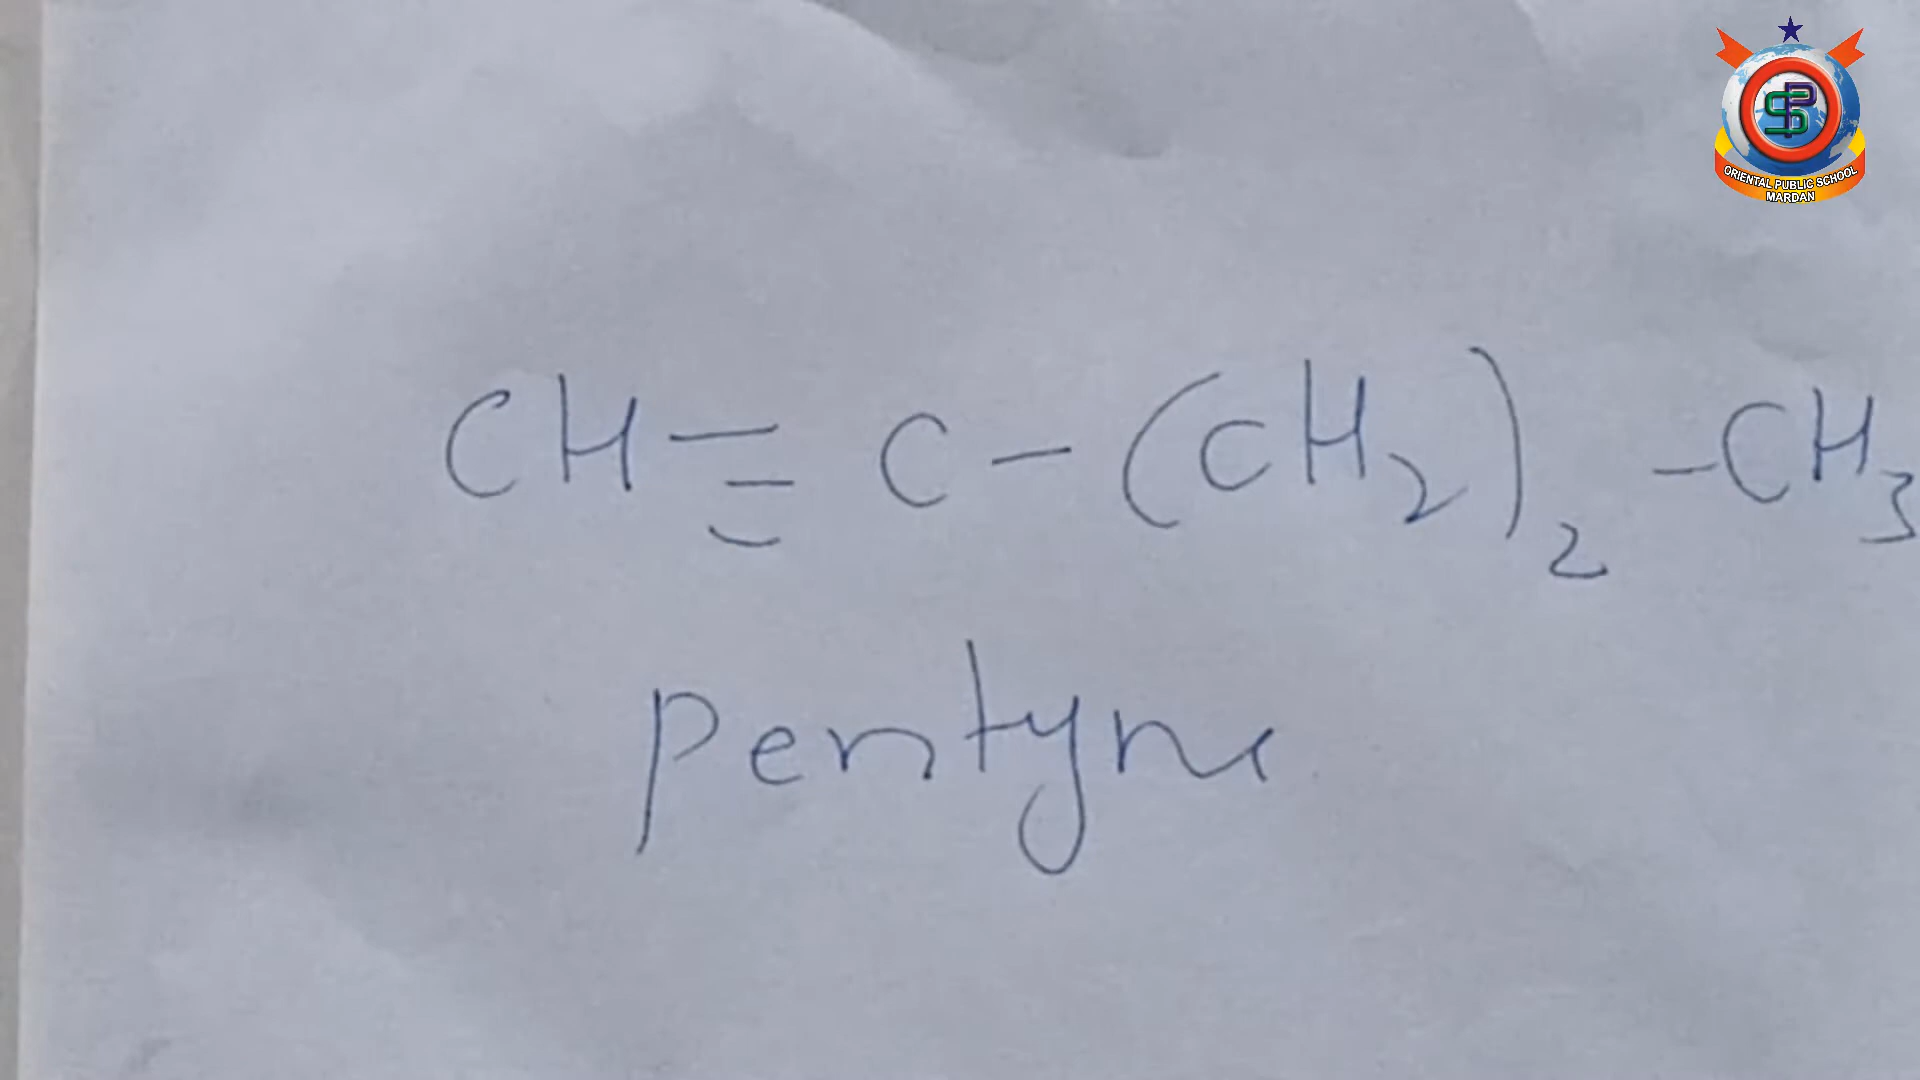 ORIENTAL PUBLIC SCHOOL
MARDAN
CH≡C-(CH₂)₂-CH₃
pentyne